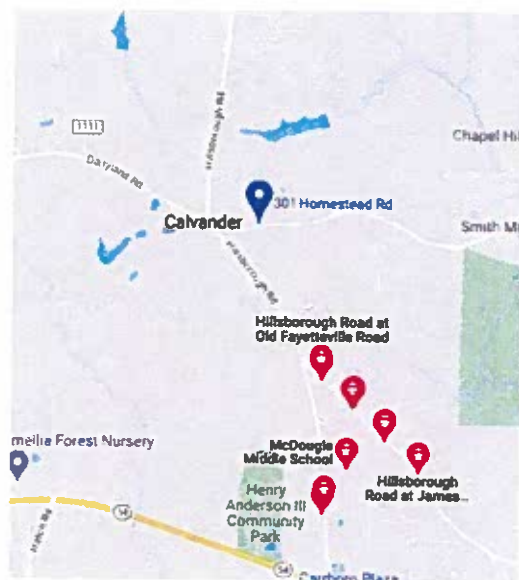 1111
Chapel Hi
Dairyland Rd
Hillsborough Rd
301 Homestead Rd
Calvander
Smith M
Hillsborough Rd
Hillsborough Road at
Old Fayetteville Road
mellia Forest Nursery
McDougle
Middle School
Hillsborough
Road at James...
Henry
Anderson III
Community
Park
54
54
Carrboro Plaza